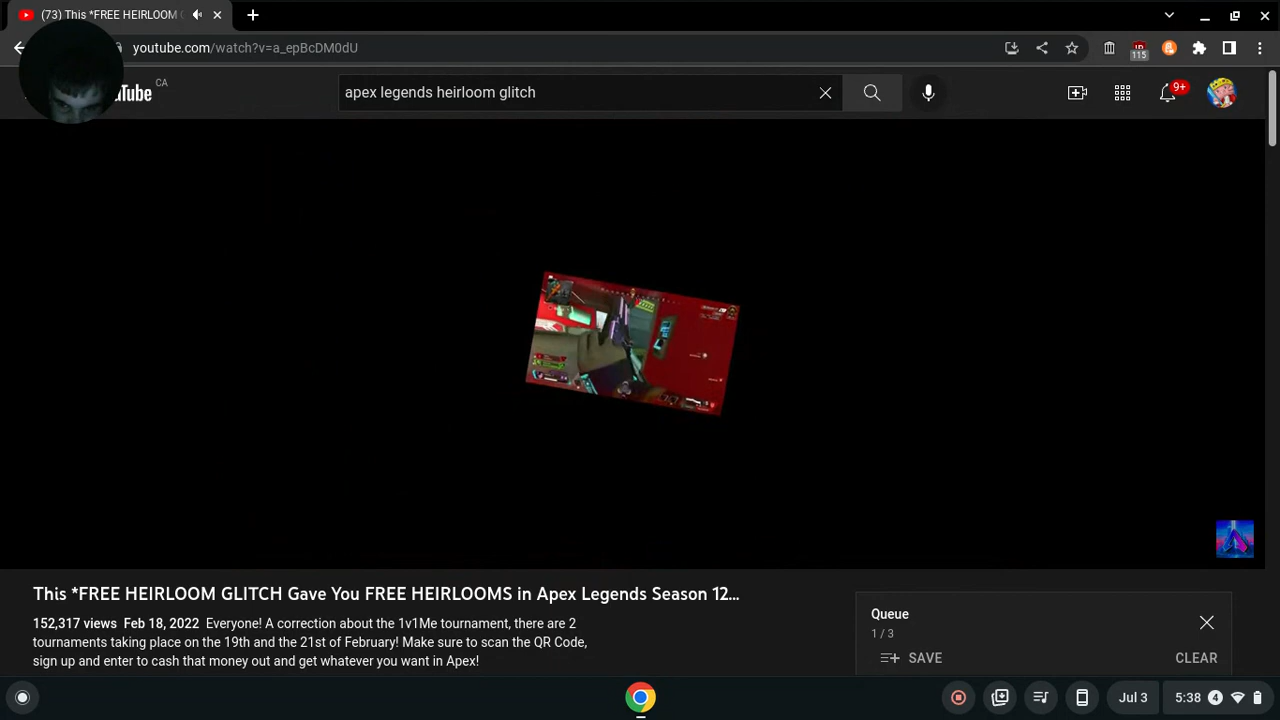 (73) This *FREE HEIRLOOM G
youtube.com/watch?v=a_epBcDM0dU
115
Tube CA
apex legends heirloom glitch
9+
This *FREE HEIRLOOM GLITCH Gave You FREE HEIRLOOMS in Apex Legends Season 12...
152,317 views Feb 18, 2022 Everyone! A correction about the 1v1Me tournament, there are 2
tournaments taking place on the 19th and the 21st of February! Make sure to scan the QR Code,
sign up and enter to cash that money out and get whatever you want in Apex!
Queue
1 / 3
SAVE
CLEAR
Jul 3
5:38
4